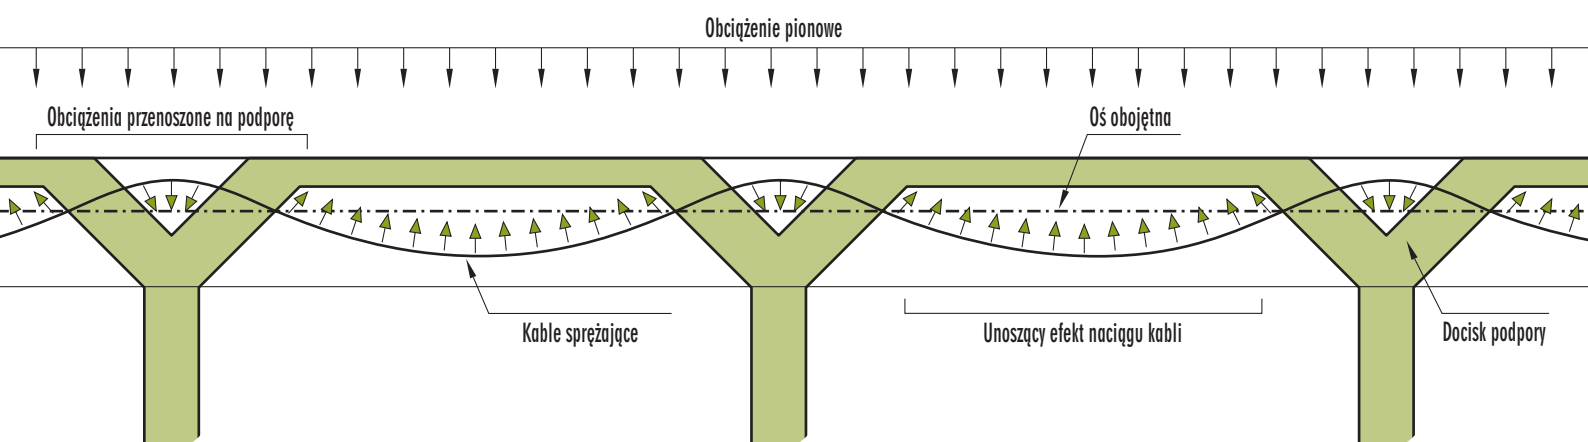 Obciążenie pionowe
Obciążenia przenoszone na podporę
Oś obojętna
Kable sprężające
Unoszący efekt naciągu kabli
Docisk podpory